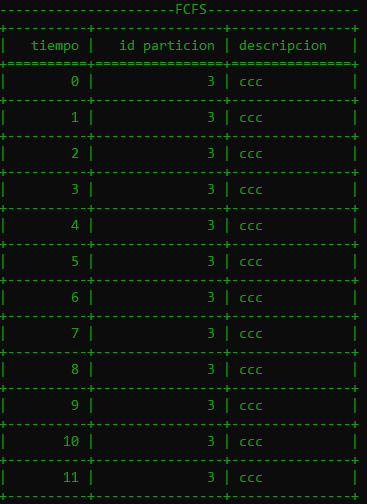 FCFS
tiempo | id particion | descripcion
0 | 3 | ccc
1 | 3 | ccc
2 | 3 | ccc
3 | 3 | ccc
4 | 3 | ccc
5 | 3 | ccc
6 | 3 | ccc
7 | 3 | ccc
8 | 3 | ccc
9 | 3 | ccc
10 | 3 | ccc
11 | 3 | ccc